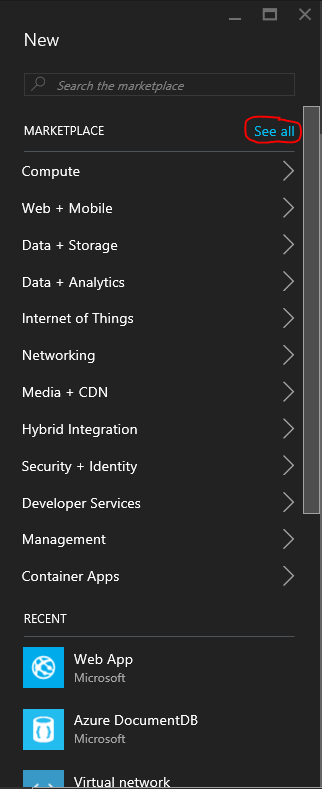 New
Search the marketplace
MARKETPLACE See all
Compute
Web + Mobile
Data + Storage
Data + Analytics
Internet of Things
Networking
Media + CDN
Hybrid Integration
Security + Identity
Developer Services
Management
Container Apps
RECENT
Web App
Microsoft
Azure DocumentDB
Microsoft
Virtual network